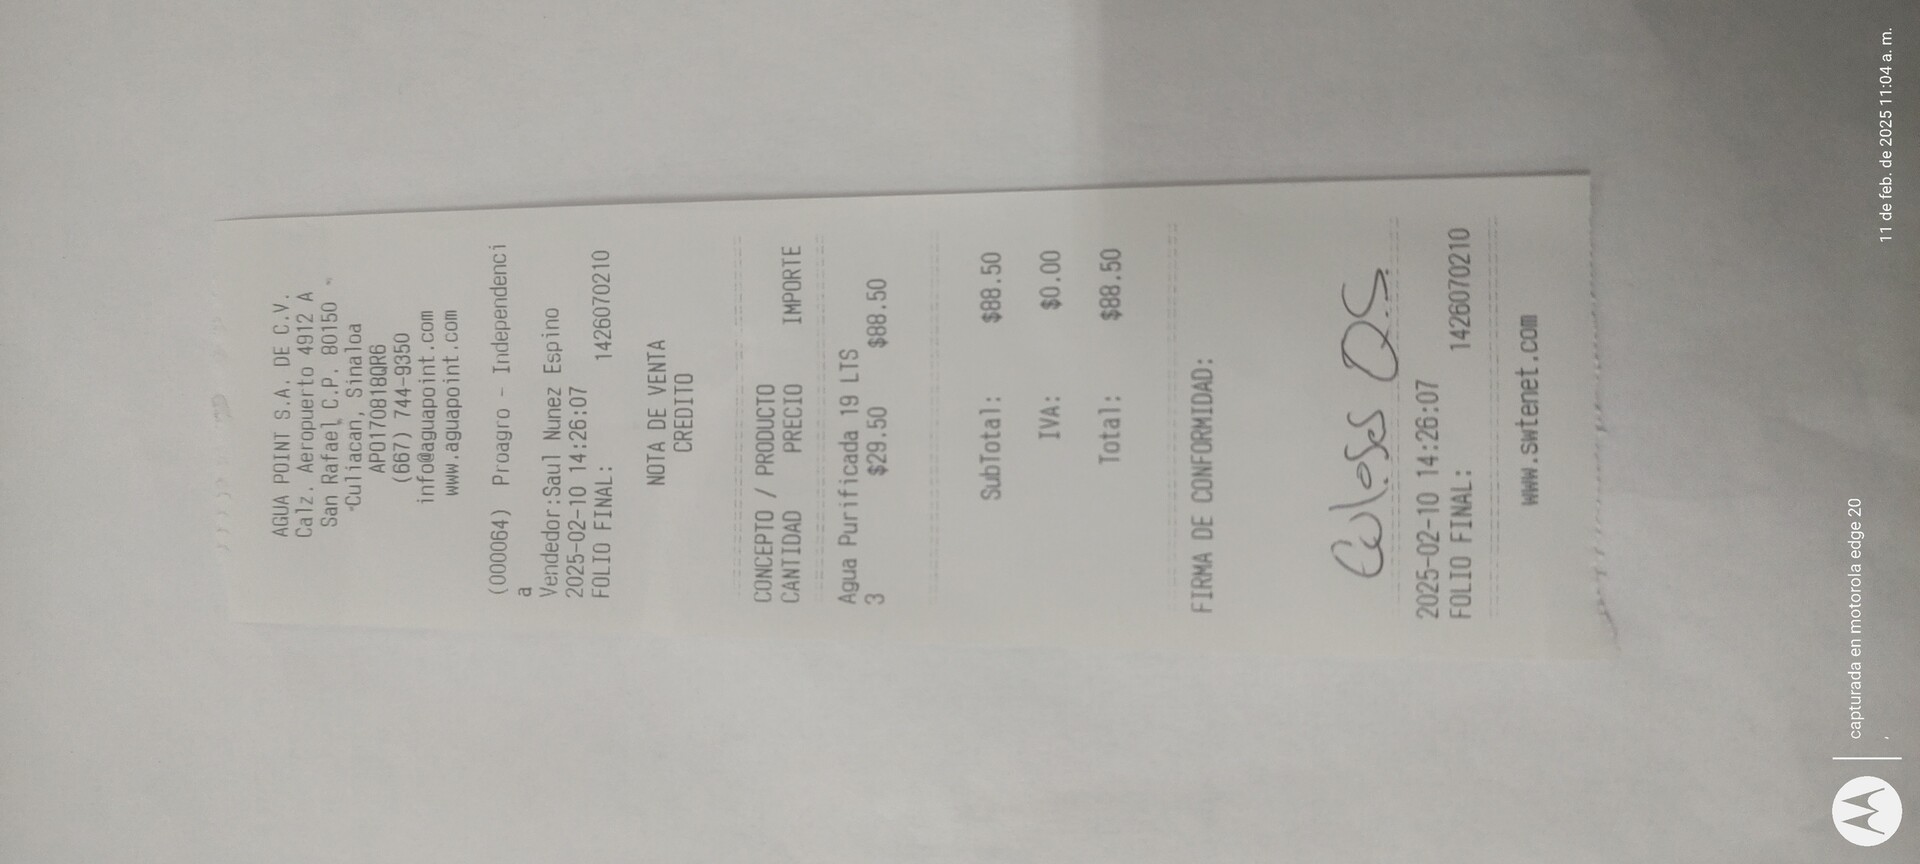 AGUA POINT S.A. DE C.V.
Calz. Aeropuerto 4912 A
San Rafael C.P. 80150
Culiacan, Sinaloa
APO170818QR6
(667) 744-9350
info@aguapoint.com
www.aguapoint.com
(000064) Proagro - Independenci
a
Vendedor:Saul Nunez Espino
2025-02-10 14:26:07
FOLIO FINAL: 1426070210
NOTA DE VENTA
CREDITO
CONCEPTO / PRODUCTO
CANTIDAD PRECIO IMPORTE
Agua Purificada 19 LTS
3 $29.50 $88.50
SubTotal: $88.50
IVA: $0.00
Total: $88.50
FIRMA DE CONFORMIDAD:
2025-02-10 14:26:07
FOLIO FINAL: 1426070210
www.swtenet.com
capturada en motorola edge 20
11 de feb. de 2025 11:04 a. m.